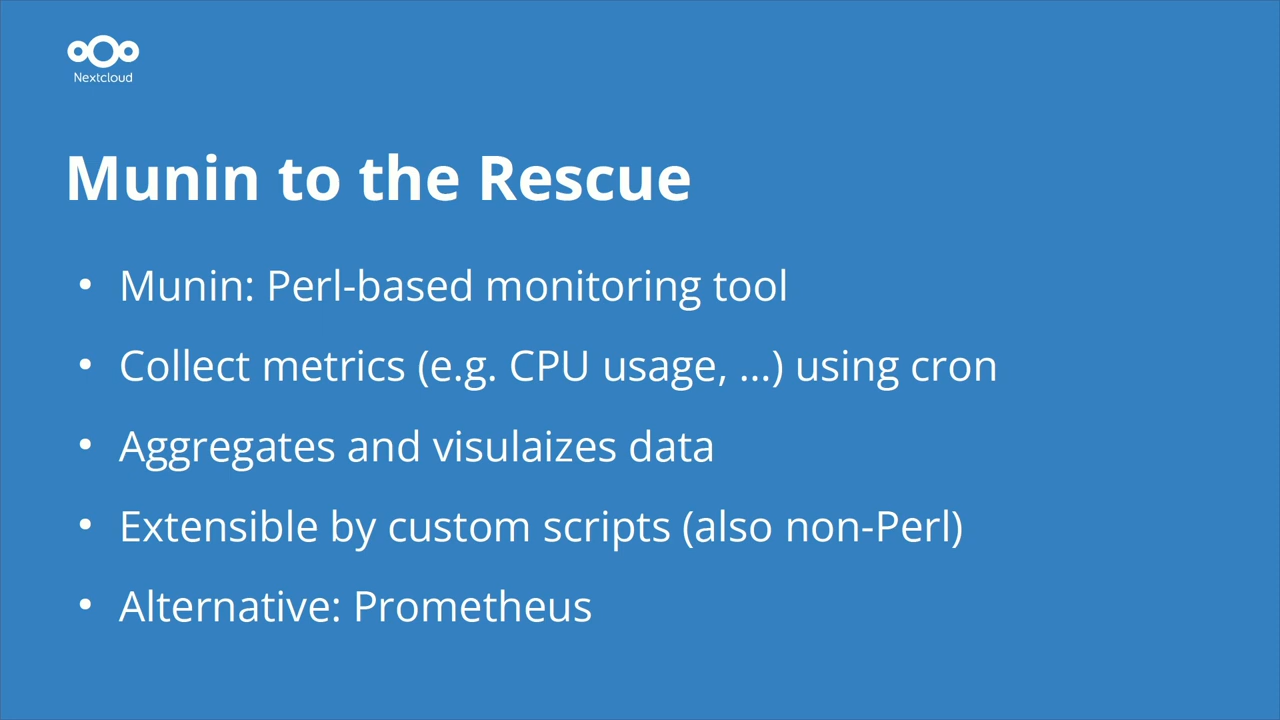 Nextcloud
Munin to the Rescue
• Munin: Perl-based monitoring tool
• Collect metrics (e.g. CPU usage, ...) using cron
• Aggregates and visulaizes data
• Extensible by custom scripts (also non-Perl)
• Alternative: Prometheus